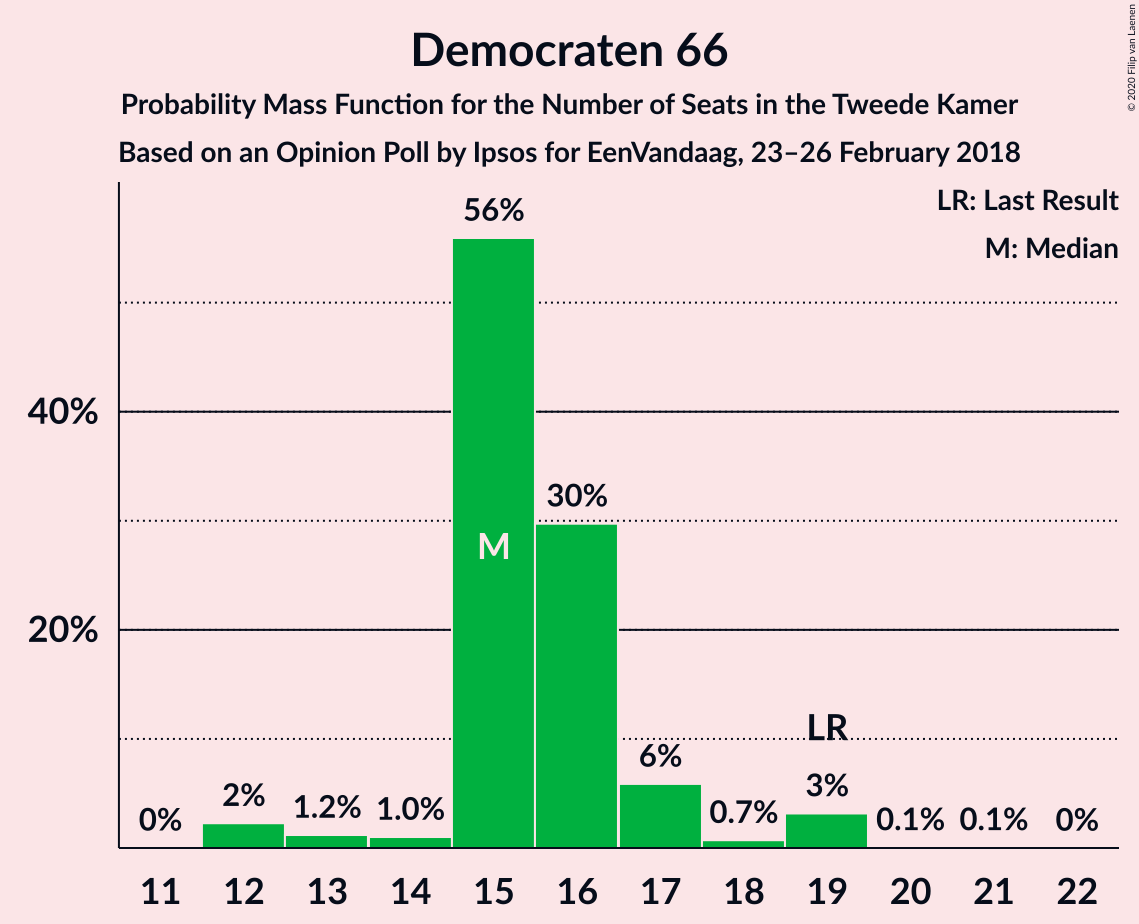 © 2020 Filip van Laenen
Democraten 66
Probability Mass Function for the Number of Seats in the Tweede Kamer
Based on an Opinion Poll by Ipsos for EenVandaag, 23–26 February 2018
LR: Last Result
M: Median
56%
40%
30%
M
20%
LR
6%
3%
2%
1.2%
1.0%
0.7%
0%
0.1%
0.1%
0%
11 12 13 14 15 16 17 18 19 20 21 22